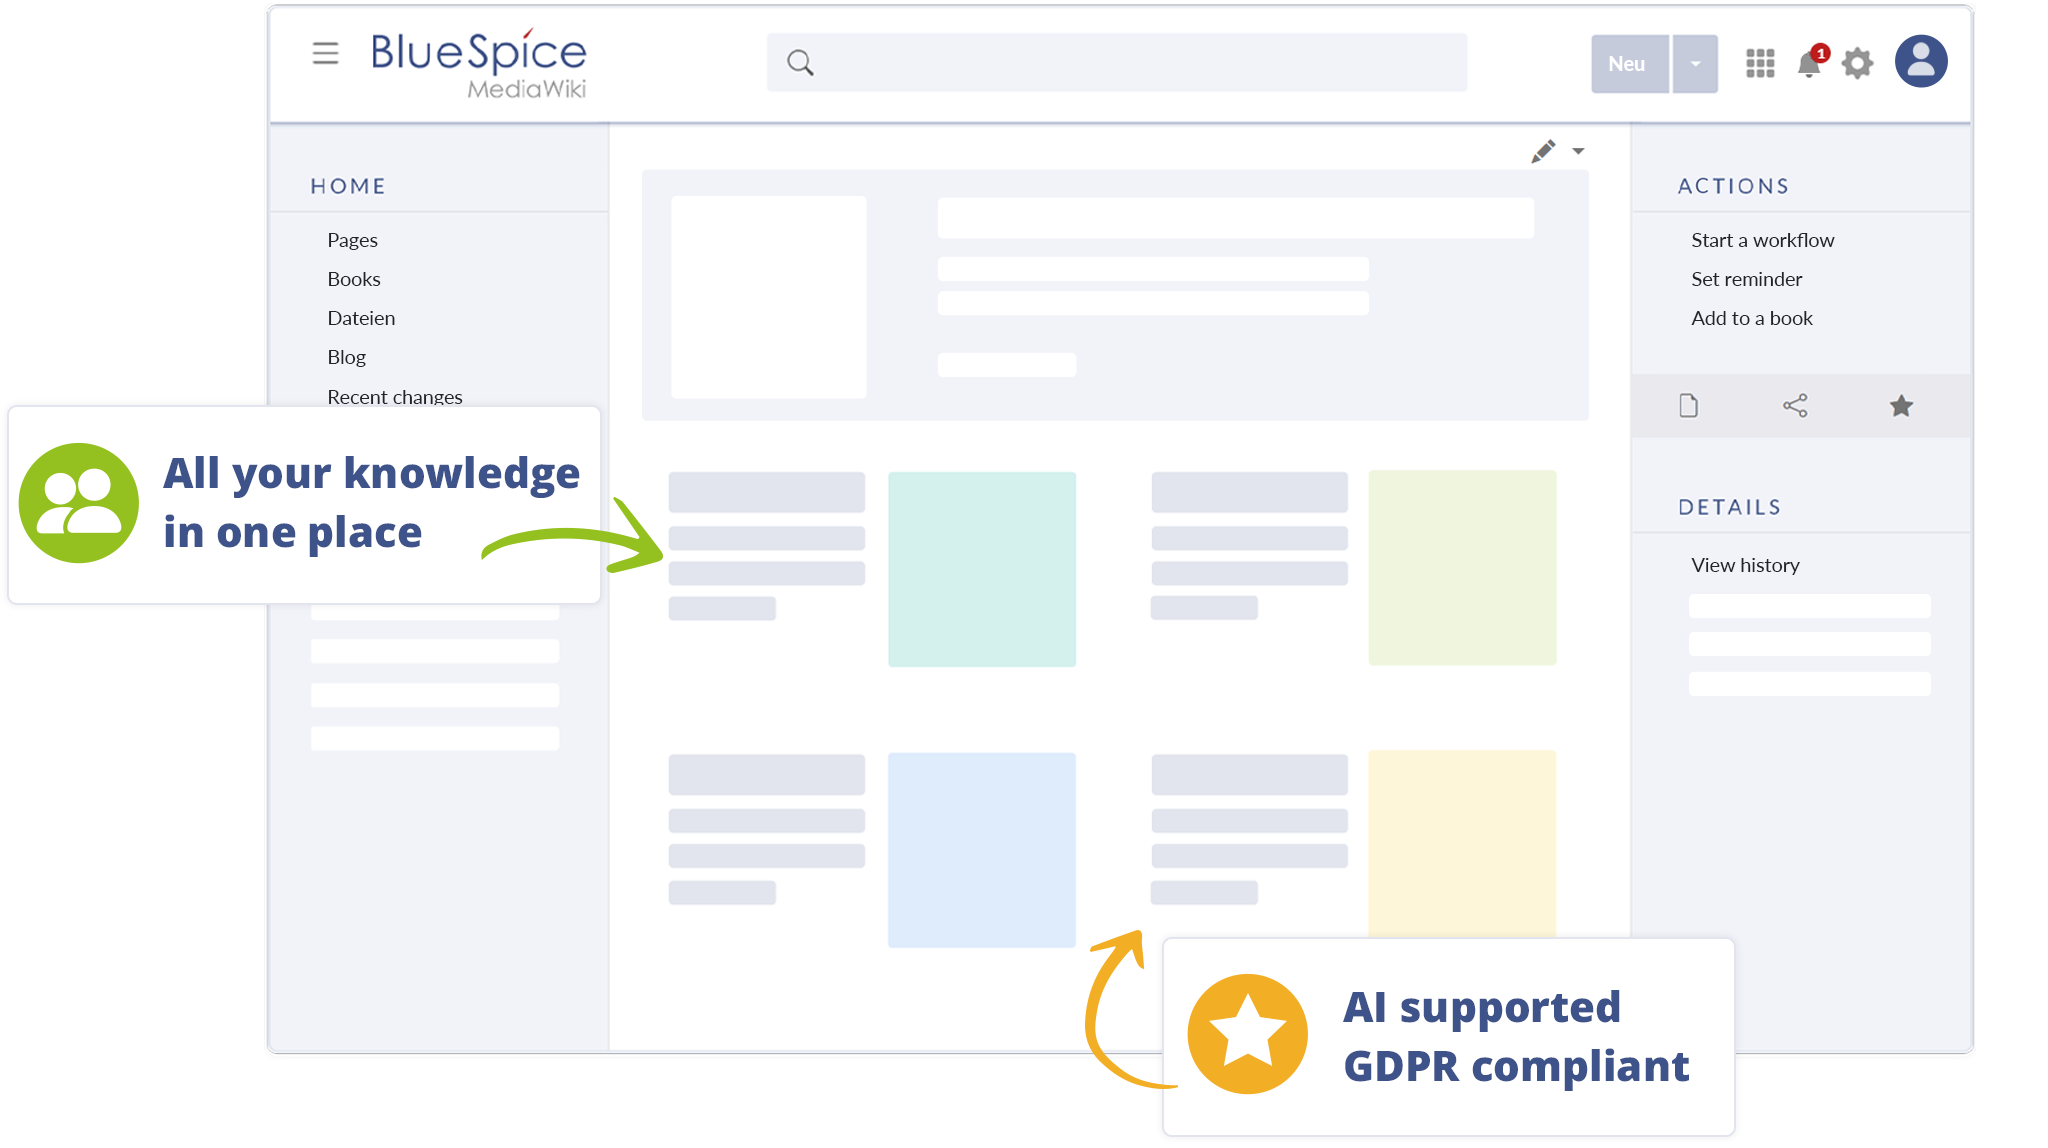 BlueSpice
MediaWiki
Neu
1
HOME
Pages
Books
Dateien
Blog
Recent changes
All your knowledge
in one place
ACTIONS
Start a workflow
Set reminder
Add to a book
DETAILS
View history
AI supported
GDPR compliant